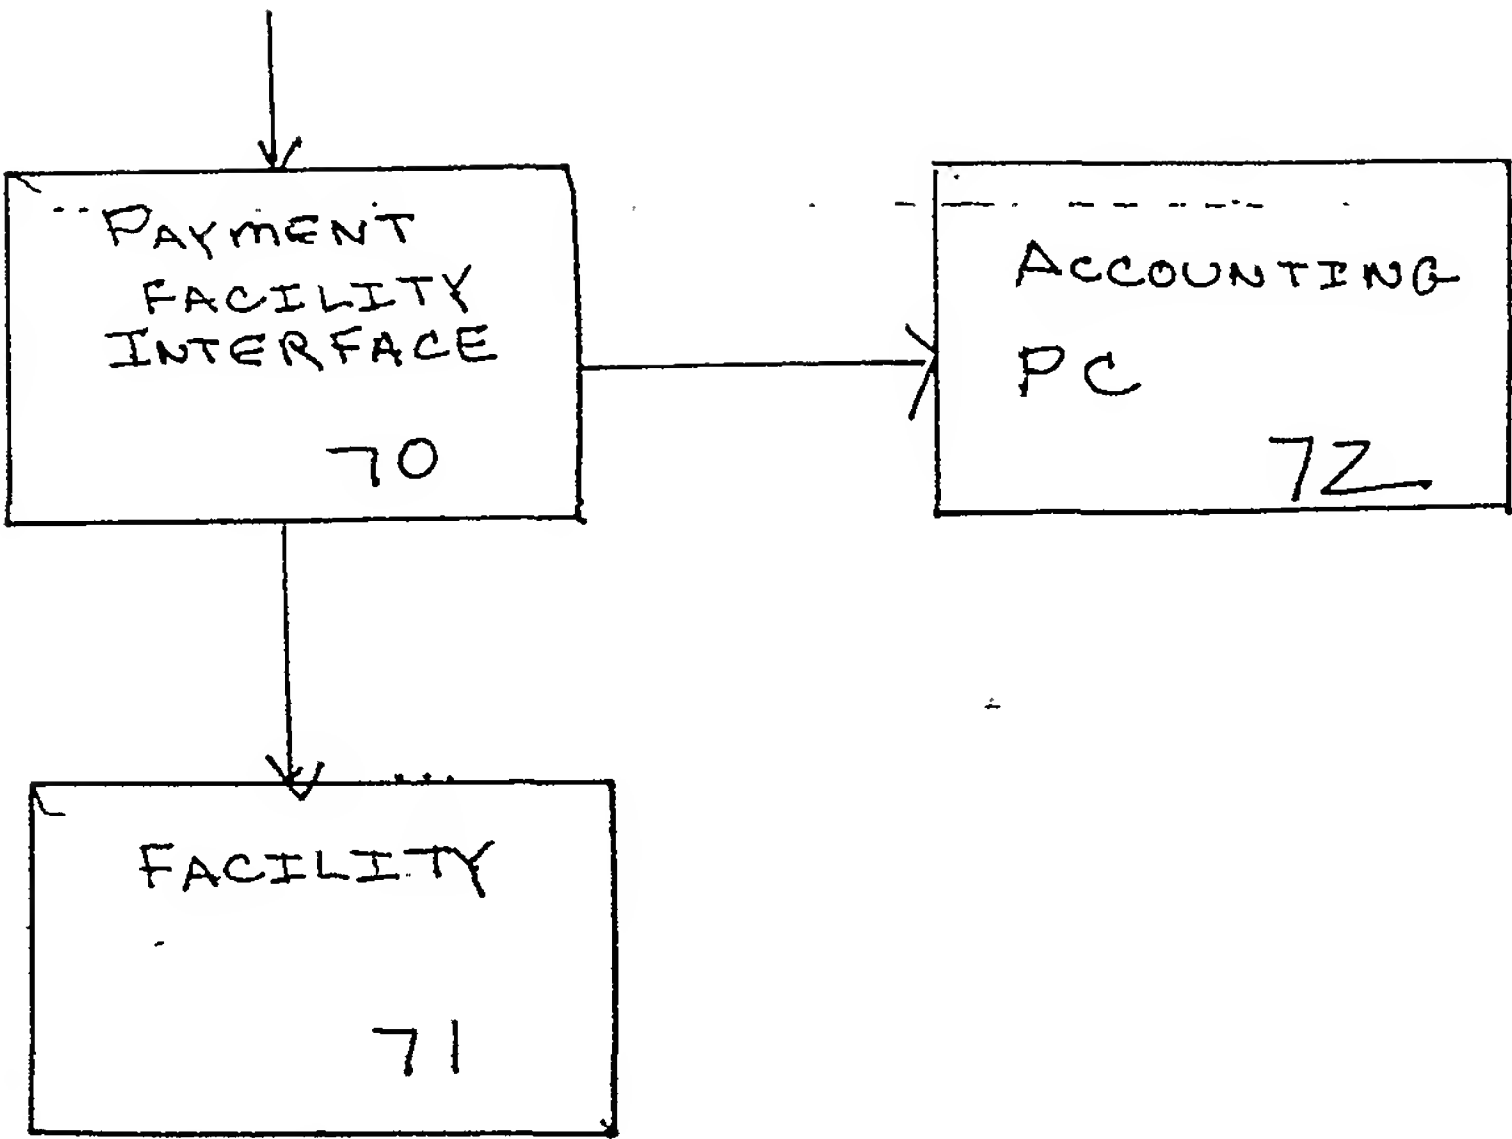 PAYMENT
FACILITY
INTERFACE
70
ACCOUNTING
PC
72
FACILITY
71